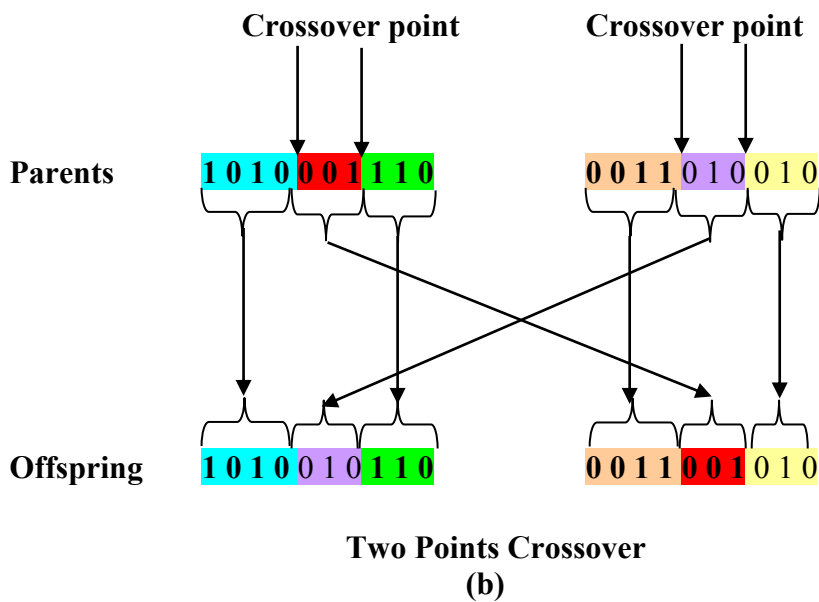 Crossover point Crossover point
Parents 1 0 1 0 0 0 1 1 1 0 0 0 1 1 0 1 0 0 1 0
Offspring 1 0 1 0 0 1 0 1 1 0 0 0 1 1 0 0 1 0 1 0
Two Points Crossover
(b)